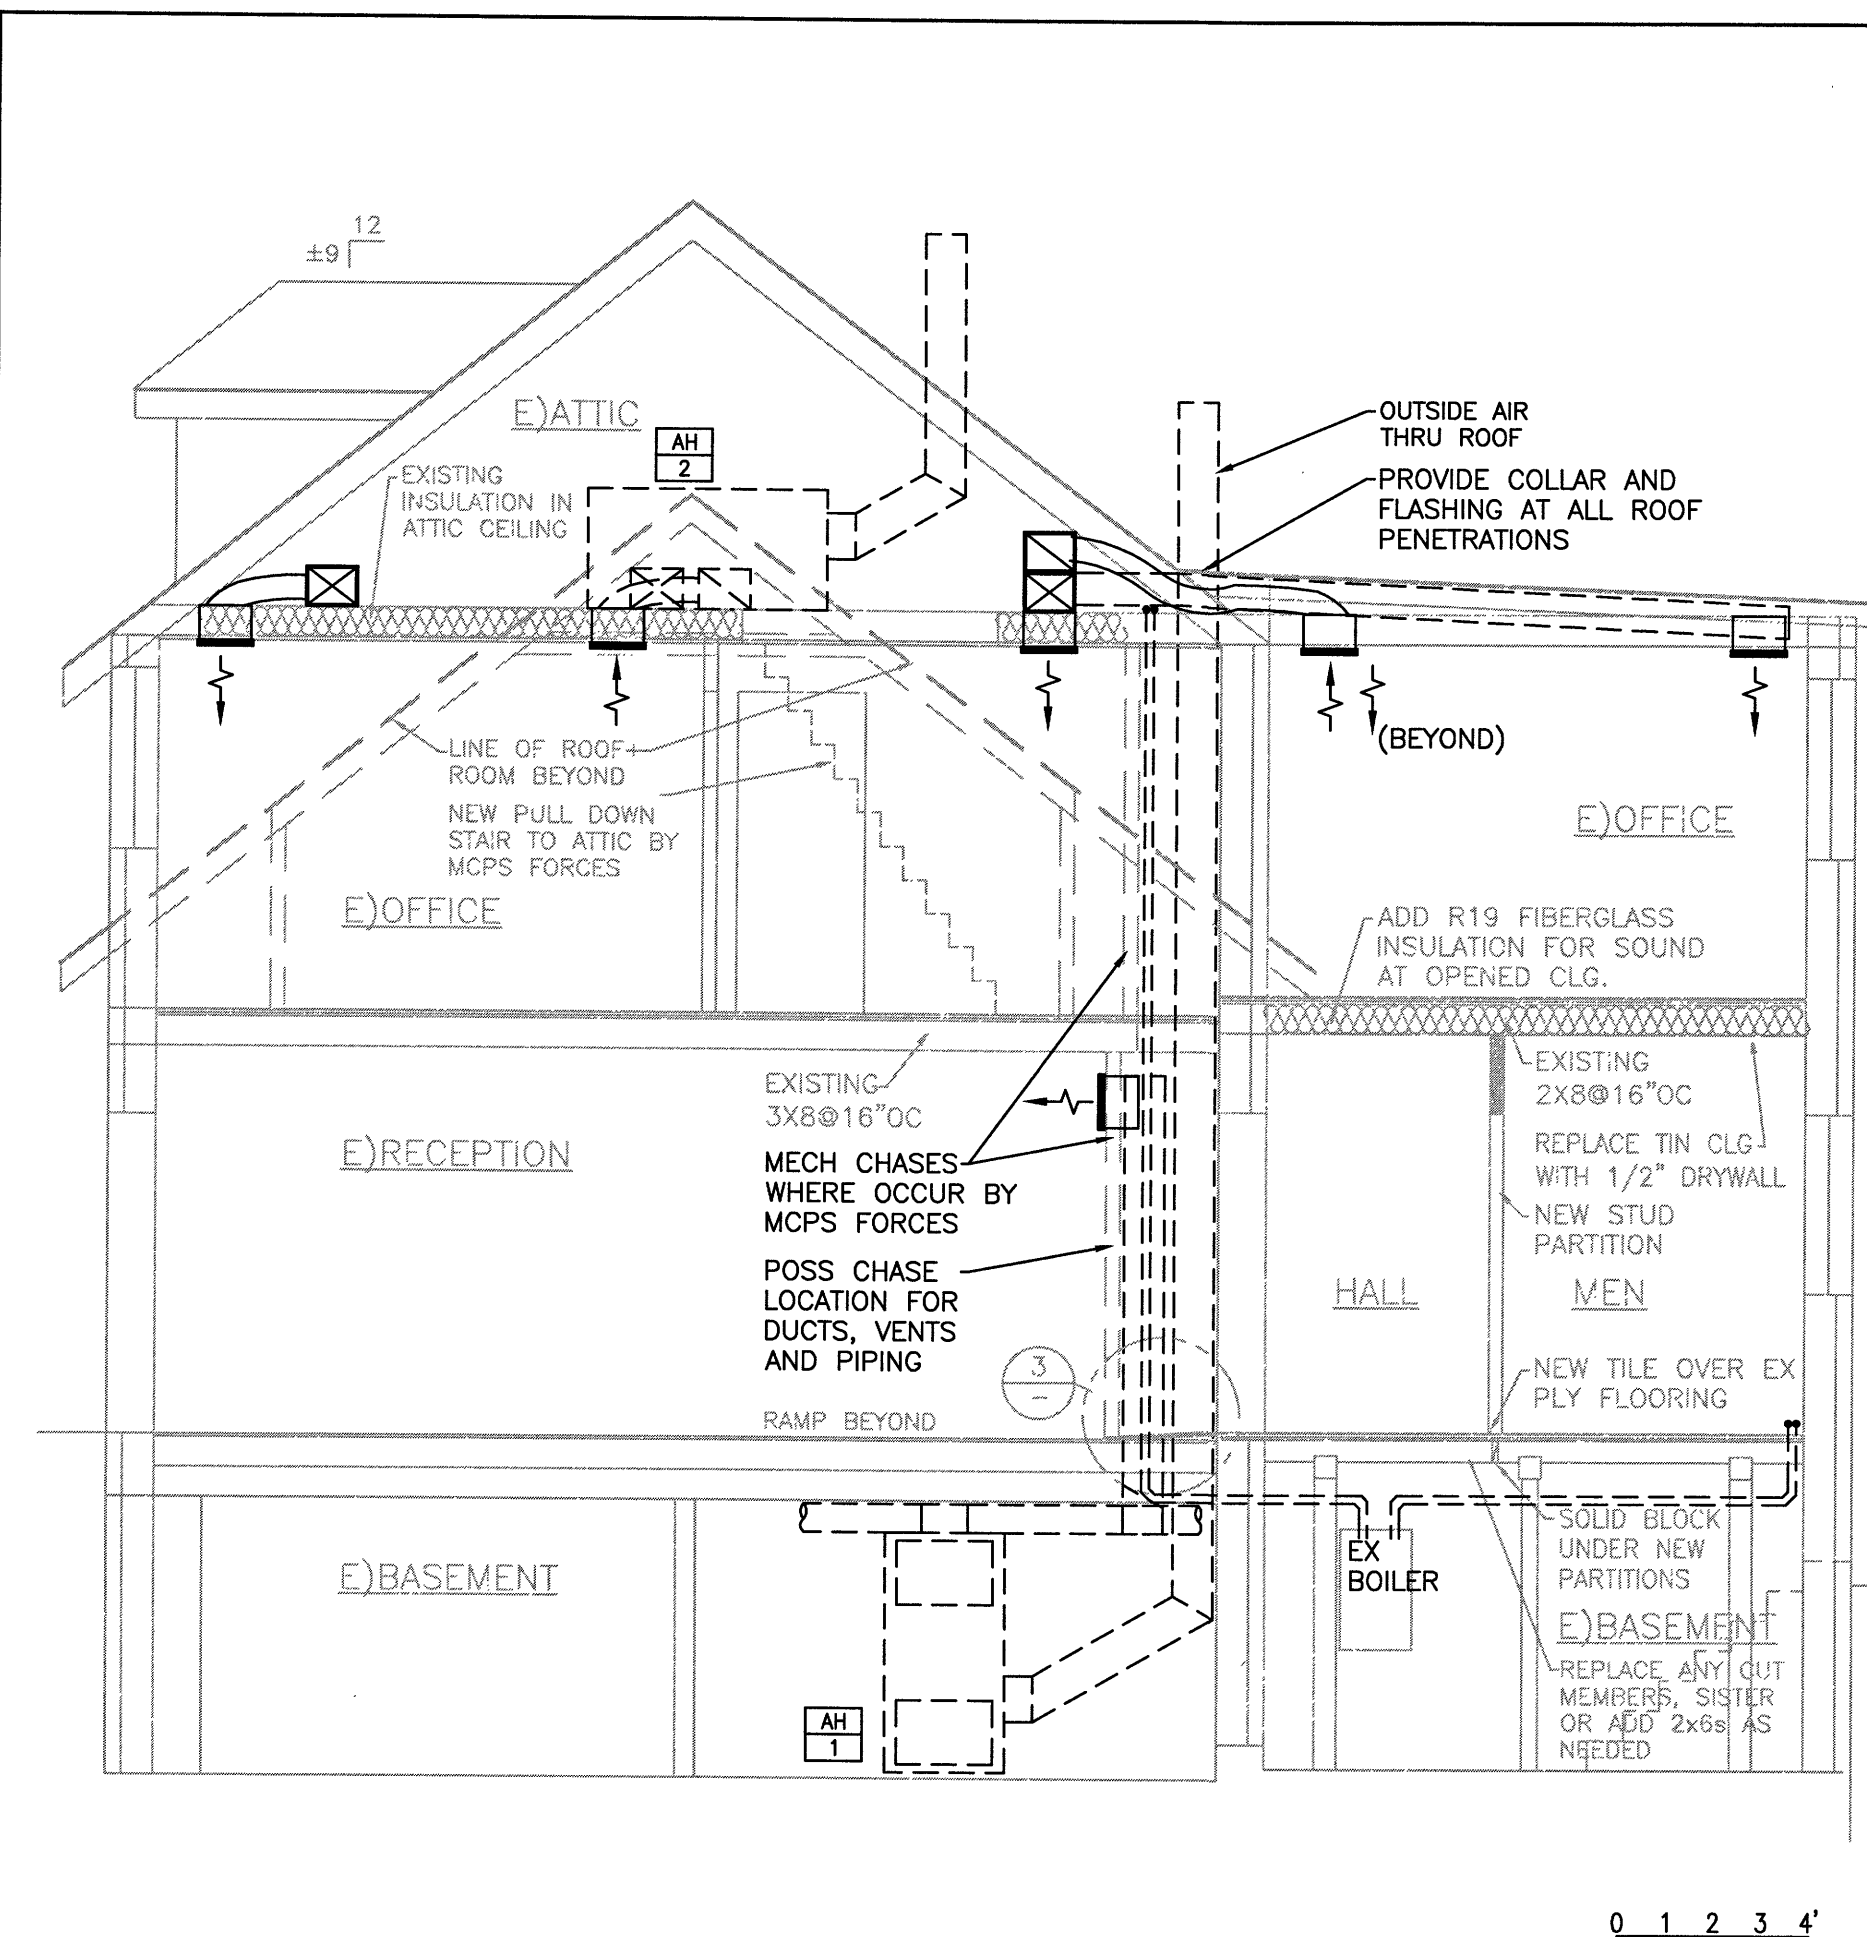 12
±9
E)ATTIC
AH
2
EXISTING
INSULATION IN
ATTIC CEILING
OUTSIDE AIR
THRU ROOF
PROVIDE COLLAR AND
FLASHING AT ALL ROOF
PENETRATIONS
(BEYOND)
LINE OF ROOF+
ROOM BEYOND
NEW PULL DOWN
STAIR TO ATTIC BY
MCPS FORCES
E)OFFICE
E)OFFICE
ADD R19 FIBERGLASS
INSULATION FOR SOUND
AT OPENED CLG.
EXISTING
3X8@16"OC
EXISTING
2X8@16"OC
E)RECEPTION
MECH CHASES
WHERE OCCUR BY
MCPS FORCES
REPLACE TIN CLG
WITH 1/2" DRYWALL
NEW STUD
PARTITION
POSS CHASE
LOCATION FOR
DUCTS, VENTS
AND PIPING
HALL
MEN
3
–
NEW TILE OVER EX
PLY FLOORING
RAMP BEYOND
E)BASEMENT
EX
BOILER
SOLID BLOCK
UNDER NEW
PARTITIONS
E)BASEMENT
REPLACE ANY CUT
MEMBERS, SISTER
OR ADD 2x6s AS
NEEDED
AH
1
0 1 2 3 4'